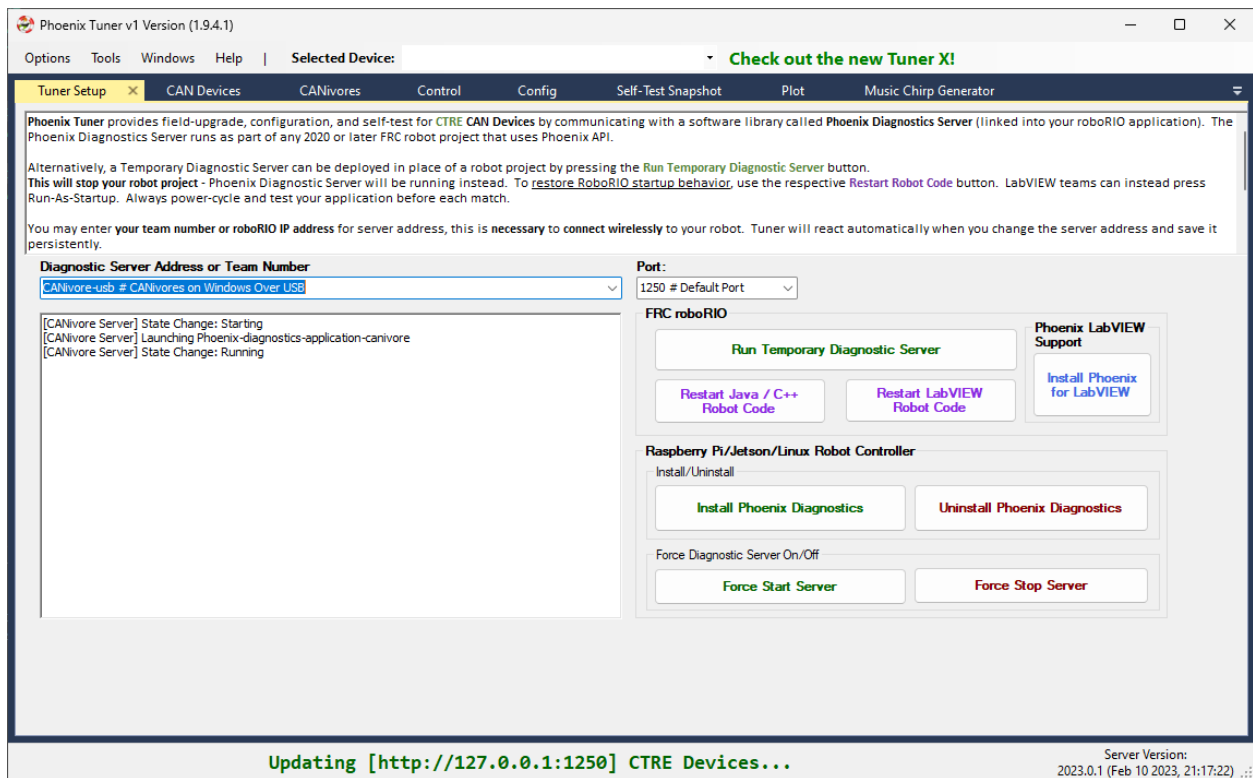 Phoenix Tuner v1 Version (1.9.4.1)
Options Tools Windows Help | Selected Device: Check out the new Tuner X!
Tuner Setup CAN Devices CANivores Control Config Self-Test Snapshot Plot Music Chirp Generator
Phoenix Tuner provides field-upgrade, configuration, and self-test for CTRE CAN Devices by communicating with a software library called Phoenix Diagnostics Server (linked into your roboRIO application). The
Phoenix Diagnostics Server runs as part of any 2020 or later FRC robot project that uses Phoenix API.
Alternatively, a Temporary Diagnostic Server can be deployed in place of a robot project by pressing the Run Temporary Diagnostic Server button.
This will stop your robot project - Phoenix Diagnostic Server will be running instead. To restore RoboRIO startup behavior, use the respective Restart Robot Code button. LabVIEW teams can instead press
Run-As-Startup. Always power-cycle and test your application before each match.
You may enter your team number or roboRIO IP address for server address, this is necessary to connect wirelessly to your robot. Tuner will react automatically when you change the server address and save it
persistently.
Diagnostic Server Address or Team Number
CANivore-usb # CANivores on Windows Over USB
Port:
1250 # Default Port
[CANivore Server] State Change: Starting
[CANivore Server] Launching Phoenix-diagnostics-application-canivore
[CANivore Server] State Change: Running
FRC roboRIO
Run Temporary Diagnostic Server
Restart Java / C++
Robot Code
Restart LabVIEW
Robot Code
Phoenix LabVIEW
Support
Install Phoenix
for LabVIEW
Raspberry Pi/Jetson/Linux Robot Controller
Install/Uninstall
Install Phoenix Diagnostics
Uninstall Phoenix Diagnostics
Force Diagnostic Server On/Off
Force Start Server
Force Stop Server
Updating [http://127.0.0.1:1250] CTRE Devices...
Server Version:
2023.0.1 (Feb 10 2023, 21:17:22)